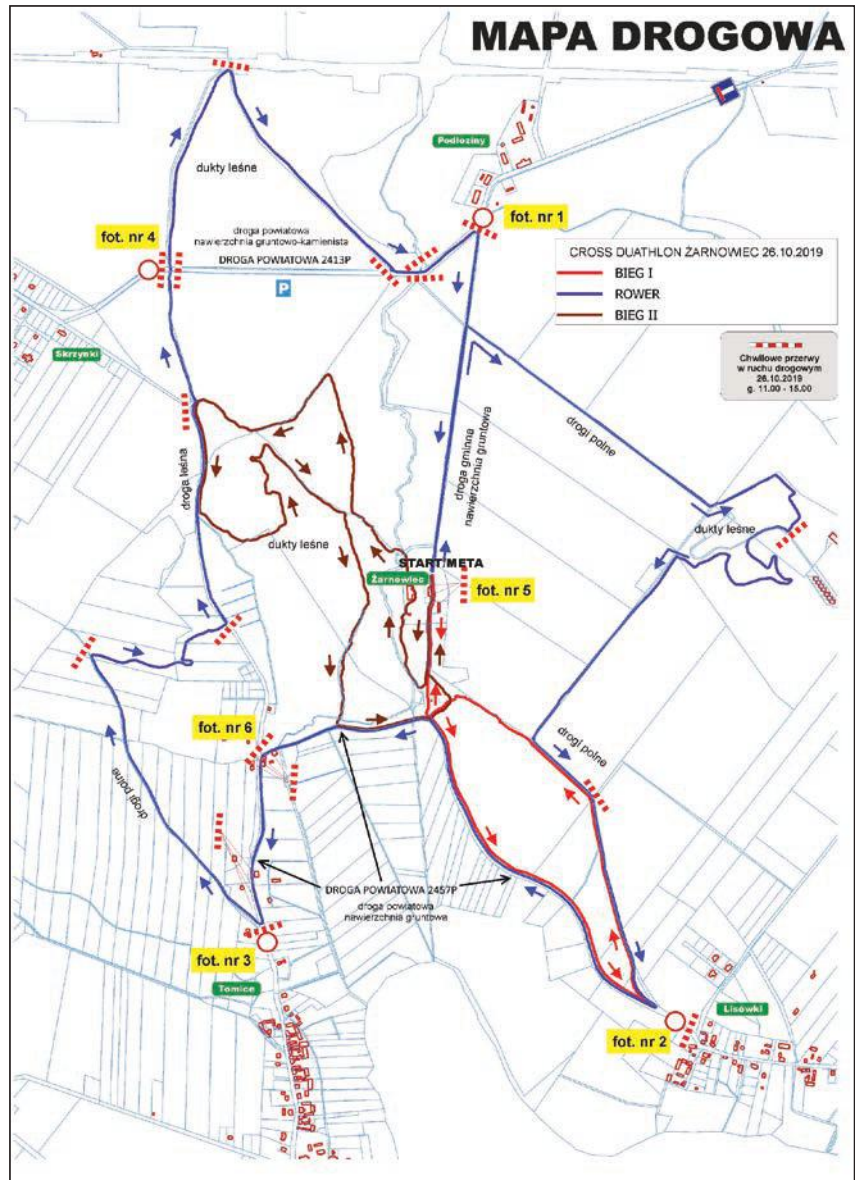 MAPA DROGOWA
Podłoziny
dukty leśne
fot. nr 1
droga powiatowa
nawierzchnia gruntowo-kamienista
fot. nr 4
DROGA POWIATOWA 2413P
P
CROSS DUATHLON ŻARNOWIEC 26.10.2019
BIEG I
ROWER
BIEG II
Skrzynki
Chwilowe przerwy
w ruchu drogowym
26.10.2019
g. 11.00 - 15.00
drogi polne
droga gminna
nawierzchnia gruntowa
droga leśna
dukty leśne
dukty leśne
START/META
Żarnowiec
fot. nr 5
fot. nr 6
drogi polne
drogi polne
DROGA POWIATOWA 2457P
droga powiatowa
nawierzchnia gruntowa
fot. nr 3
Tomice
Lisówki
fot. nr 2